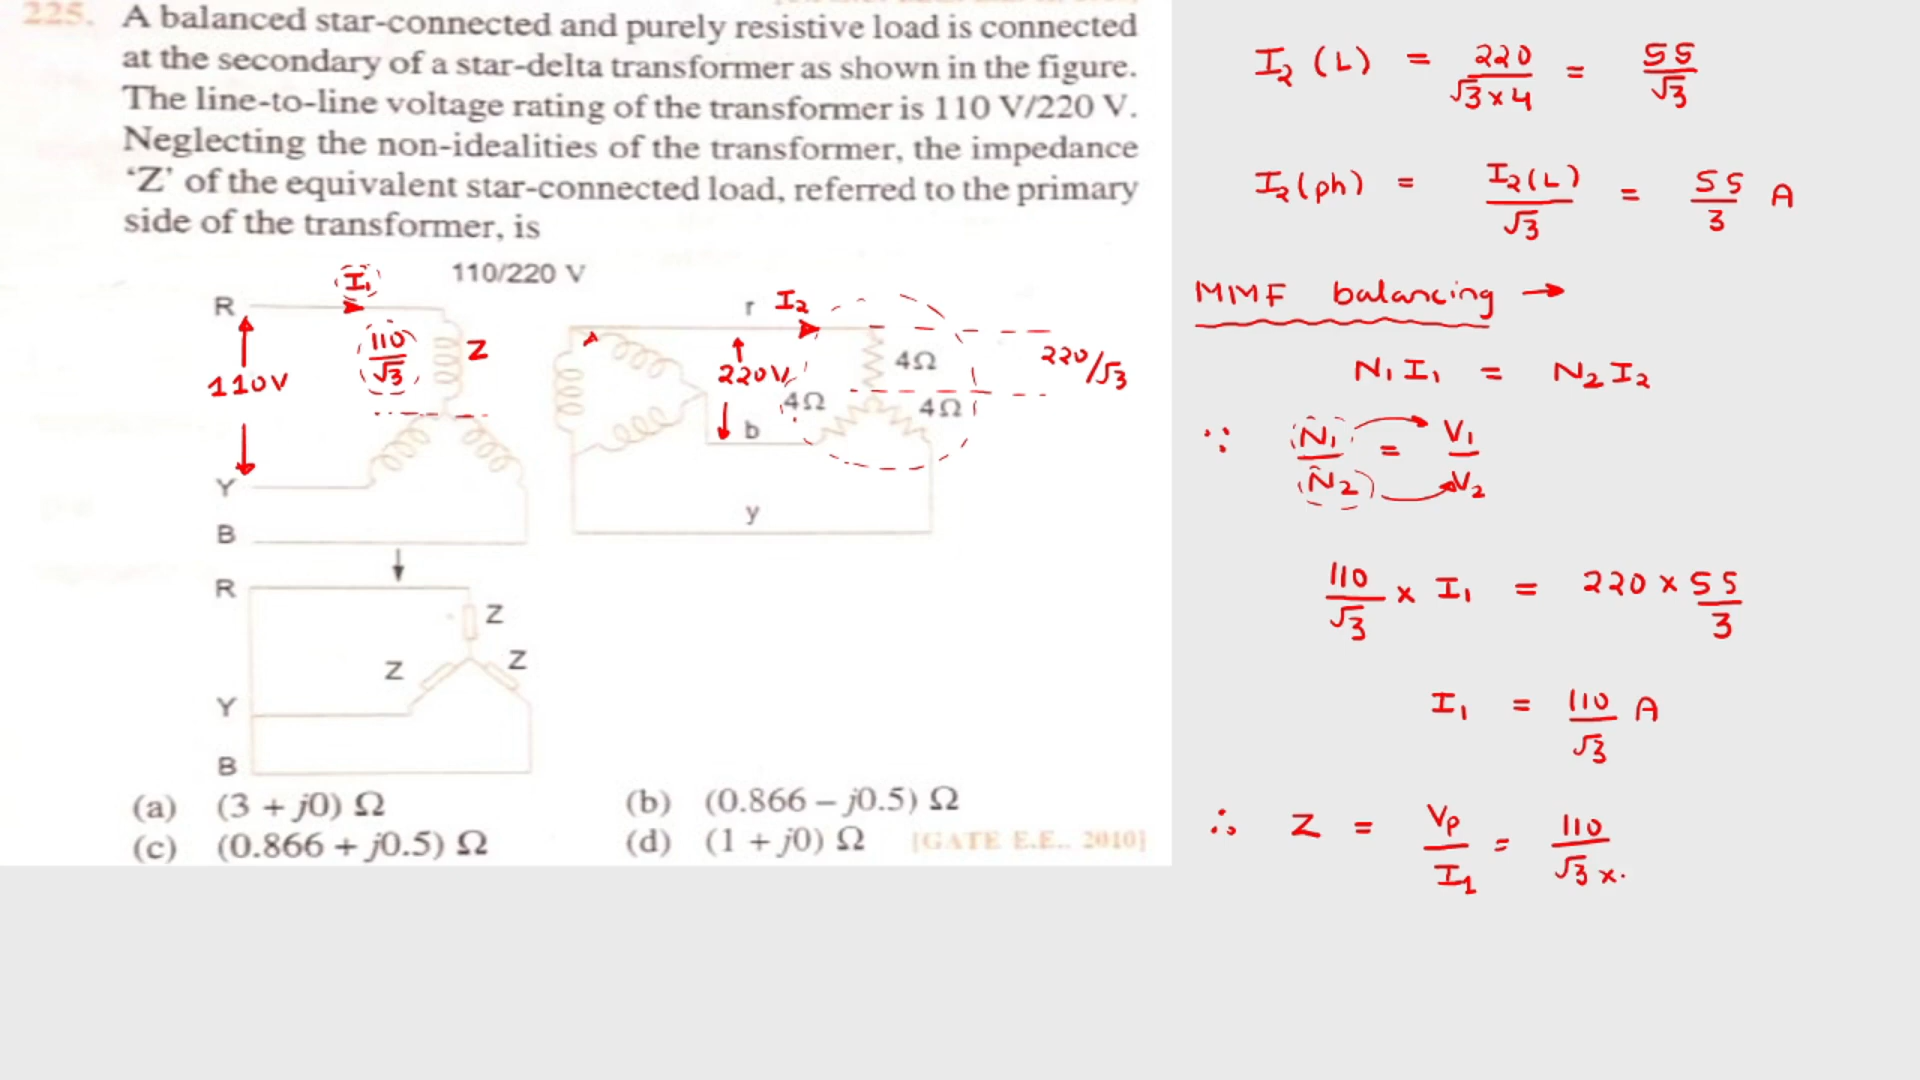 225. A balanced star-connected and purely resistive load is connected
at the secondary of a star-delta transformer as shown in the figure.
The line-to-line voltage rating of the transformer is 110 V/220 V.
Neglecting the non-idealities of the transformer, the impedance
‘Z’ of the equivalent star-connected load, referred to the primary
side of the transformer, is
110/220 V
R
I₁
110/√3
Z
110V
Y
B
r
I₂
220V
b
y
4Ω
4Ω
4Ω
220/√3
R
Z
Z
Z
Y
B
(a) (3 + j0) Ω
(b) (0.866 – j0.5) Ω
(c) (0.866 + j0.5) Ω
(d) (1 + j0) Ω [GATE E.E.. 2010]
I₂ (L) = 220/√3×4 = 55/√3
I₂(ph) = I₂(L)/√3 = 55/3 A
MMF balancing →
N₁I₁ = N₂I₂
∵ N₁/N₂ = V₁/V₂
110/√3 × I₁ = 220 × 55/3
I₁ = 110/√3 A
∴ Z = Vp/I₁ = 110/√3 ×.